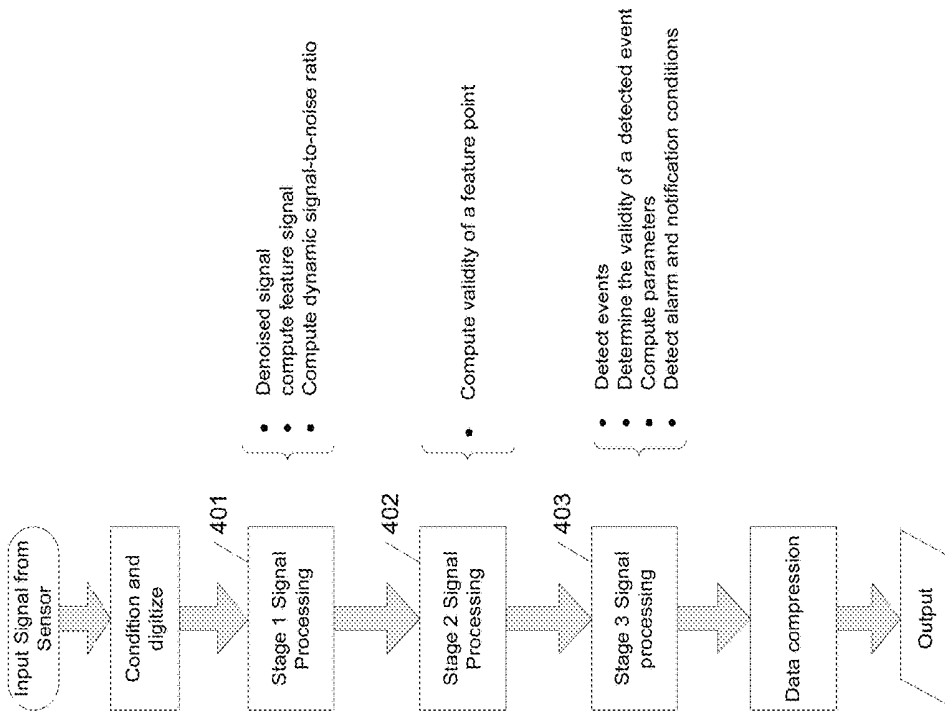 Input Signal from
Sensor
Condition and
digitize
401
Stage 1 Signal
Processing
• Denoised signal
• compute feature signal
• Compute dynamic signal-to-noise ratio
402
Stage 2 Signal
Processing
• Compute validity of a feature point
403
Stage 3 Signal
processing
• Detect events
• Determine the validity of a detected event
• Compute parameters
• Detect alarm and notification conditions
Data compression
Output